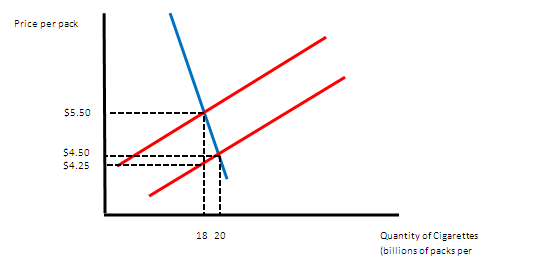 Price per pack
$5.50
$4.50
$4.25
18 20
Quantity of Cigarettes
(billions of packs per